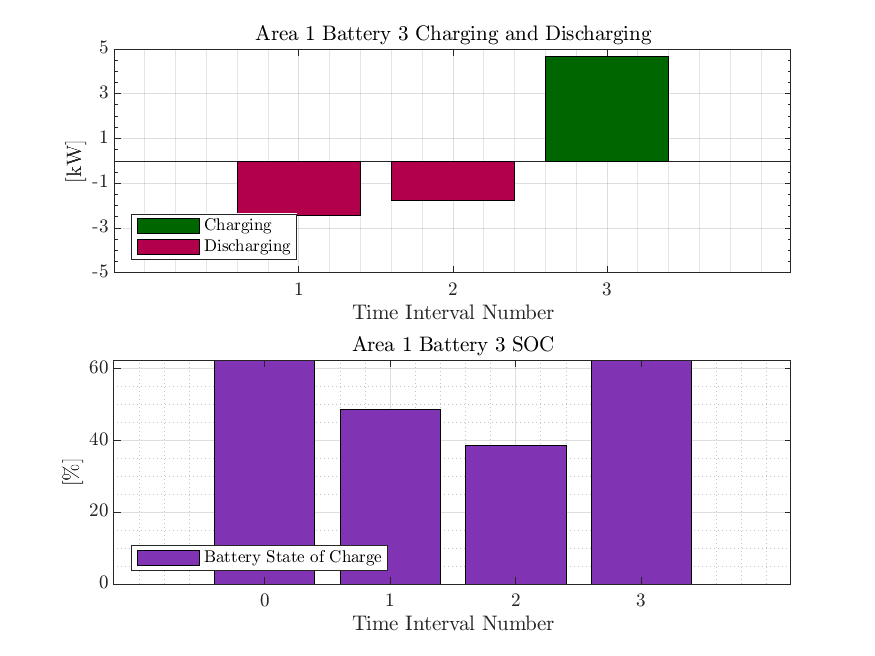 Area 1 Battery 3 Charging and Discharging
5
3
1
-1
-3
-5
[kW]
Charging
Discharging
1 2 3
Time Interval Number
Area 1 Battery 3 SOC
60
40
20
0
[%]
Battery State of Charge
0 1 2 3
Time Interval Number